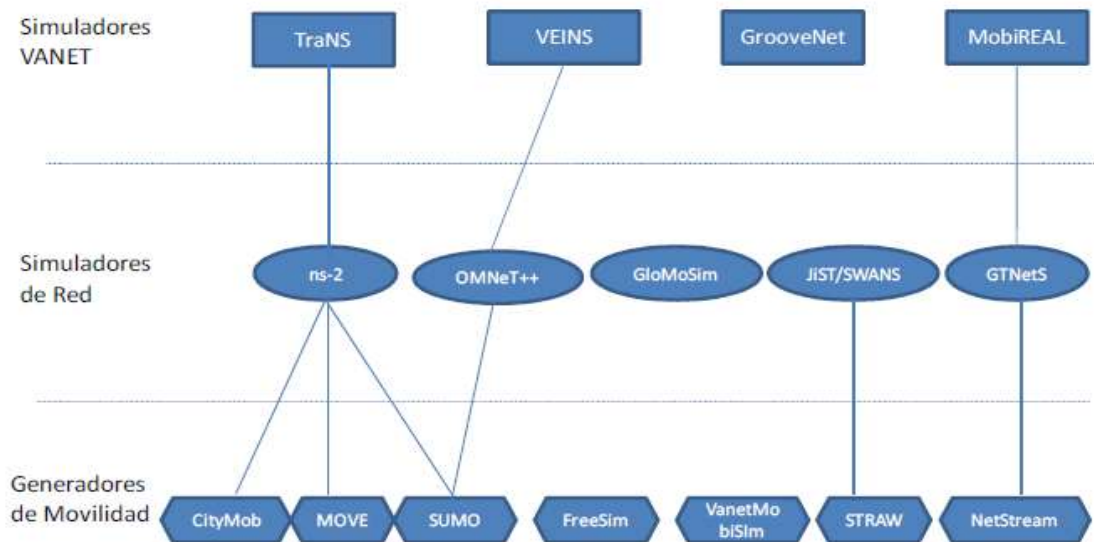 Simuladores
VANET
TraNS
VEINS
GrooveNet
MobiREAL
Simuladores
de Red
ns-2
OMNeT++
GloMoSim
JiST/SWANS
GTNetS
Generadores
de Movilidad
CityMob
MOVE
SUMO
FreeSim
VanetMo
biSIm
STRAW
NetStream